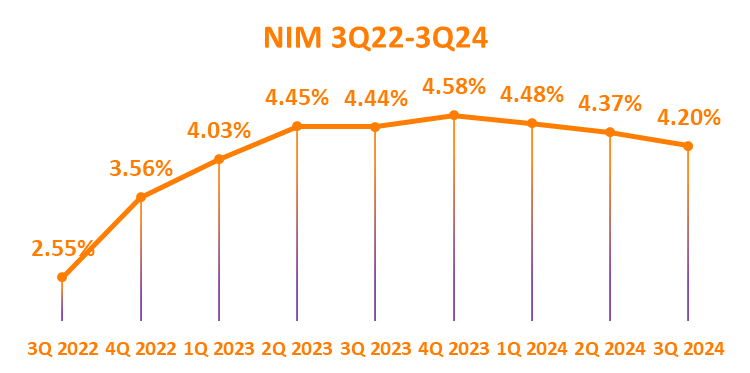 NIM 3Q22-3Q24
2.55%
3.56%
4.03%
4.45%
4.44%
4.58%
4.48%
4.37%
4.20%
3Q 2022
4Q 2022
1Q 2023
2Q 2023
3Q 2023
4Q 2023
1Q 2024
2Q 2024
3Q 2024